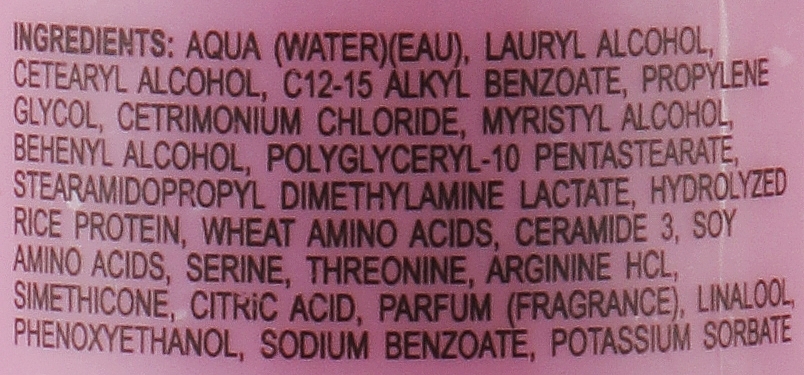 INGREDIENTS: AQUA (WATER)(EAU), LAURYL ALCOHOL,
CETEARYL ALCOHOL, C12-15 ALKYL BENZOATE, PROPYLENE
GLYCOL, CETRIMONIUM CHLORIDE, MYRISTYL ALCOHOL,
BEHENYL ALCOHOL, POLYGLYCERYL-10 PENTASTEARATE,
STEARAMIDOPROPYL DIMETHYLAMINE LACTATE, HYDROLYZED
RICE PROTEIN, WHEAT AMINO ACIDS, CERAMIDE 3, SOY
AMINO ACIDS, SERINE, THREONINE, ARGININE HCL,
SIMETHICONE, CITRIC ACID, PARFUM (FRAGRANCE), LINALOOL,
PHENOXYETHANOL, SODIUM BENZOATE, POTASSIUM SORBATE